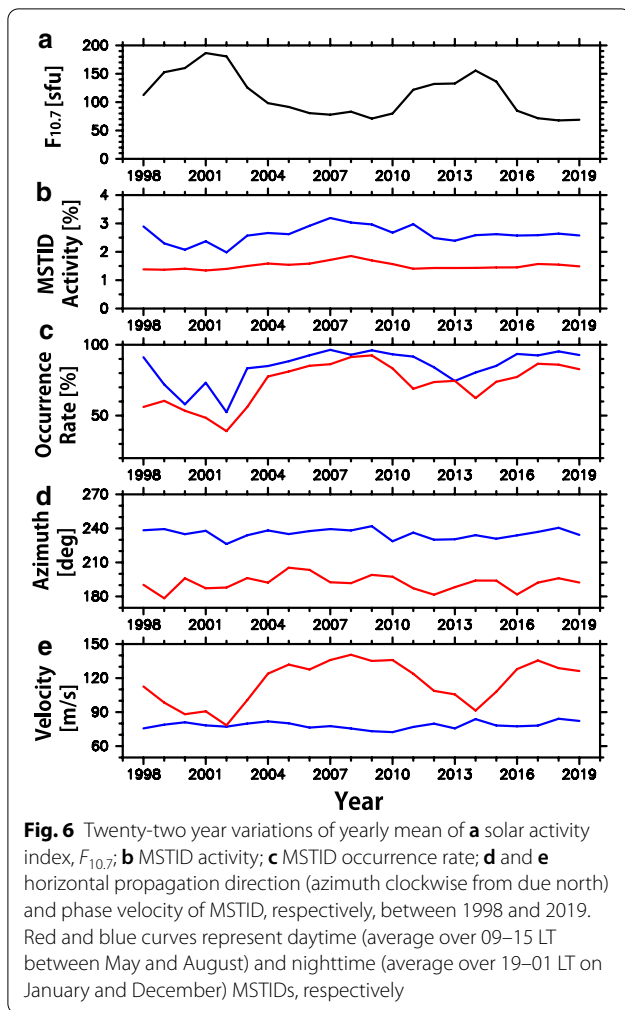 a
F10.7 [sfu]
200
150
100
50
0
1998 2001 2004 2007 2010 2013 2016 2019
b
MSTID
Activity [%]
4
3
2
1
0
1998 2001 2004 2007 2010 2013 2016 2019
c
Occurrence
Rate [%]
100
50
1998 2001 2004 2007 2010 2013 2016 2019
d
Azimuth
[deg]
270
240
210
180
1998 2001 2004 2007 2010 2013 2016 2019
e
Velocity
[m/s]
150
120
90
60
1998 2001 2004 2007 2010 2013 2016 2019
Year
Fig. 6 Twenty-two year variations of yearly mean of a solar activity
index, F10.7; b MSTID activity; c MSTID occurrence rate; d and e
horizontal propagation direction (azimuth clockwise from due north)
and phase velocity of MSTID, respectively, between 1998 and 2019.
Red and blue curves represent daytime (average over 09–15 LT
between May and August) and nighttime (average over 19–01 LT on
January and December) MSTIDs, respectively